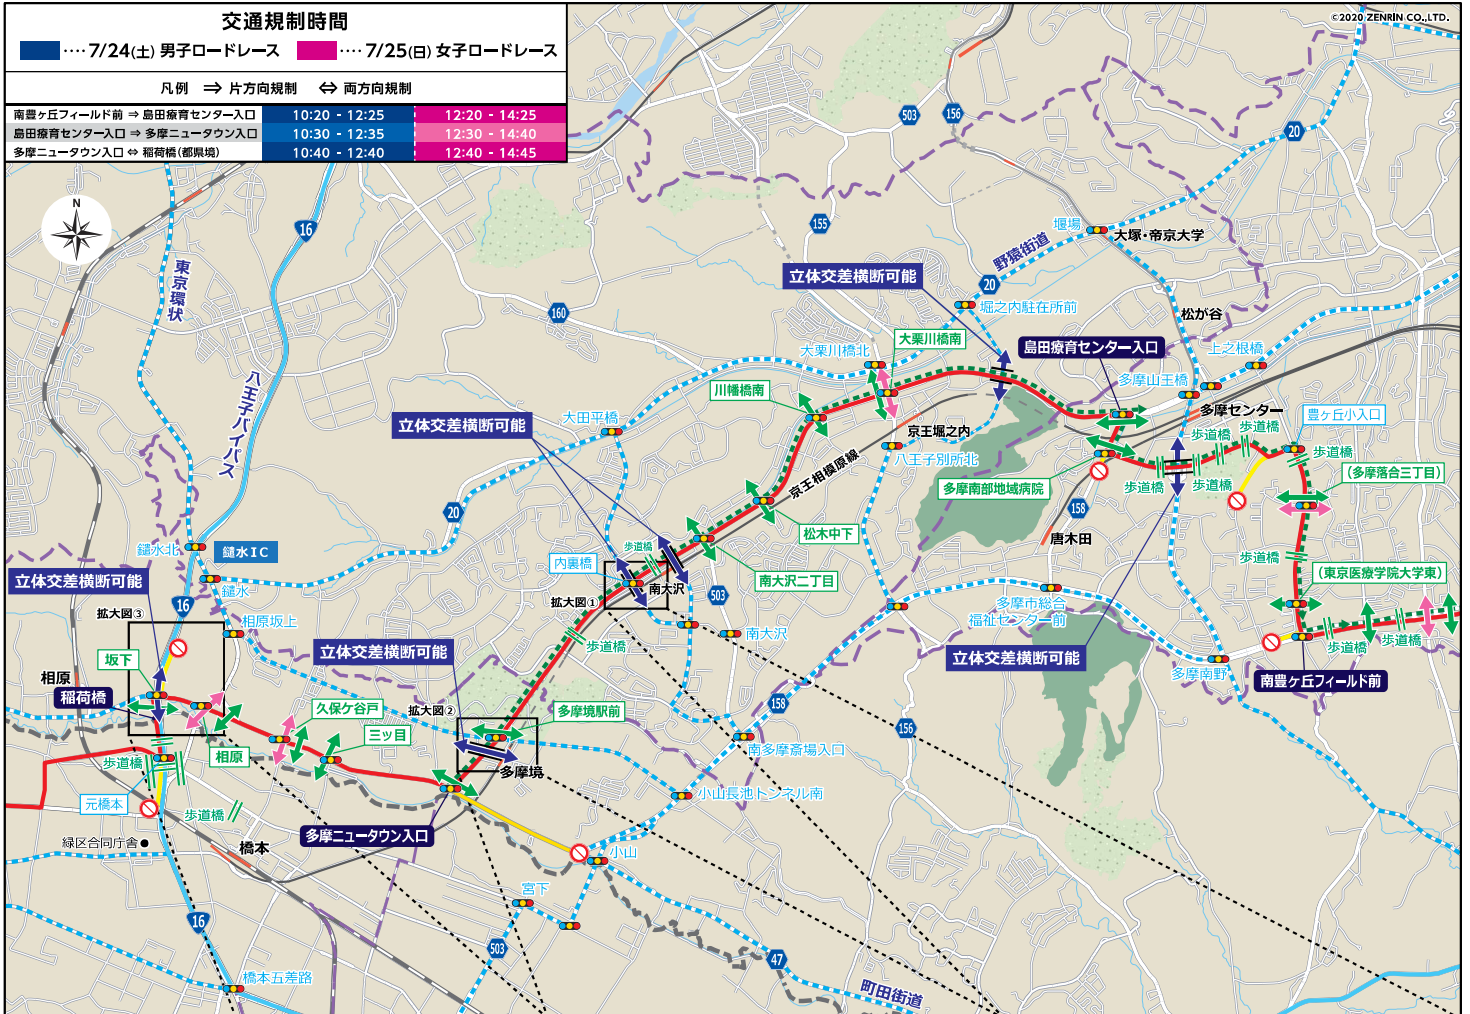 交通規制時間
‥‥ 7/24(土) 男子ロードレース
‥‥ 7/25(日) 女子ロードレース
凡例 ⇒ 片方向規制 ⇔ 両方向規制
南豊ヶ丘フィールド前 ⇒ 島田療育センター入口 10:20 - 12:25 12:20 - 14:25
島田療育センター入口 ⇒ 多摩ニュータウン入口 10:30 - 12:35 12:30 - 14:40
多摩ニュータウン入口 ⇔ 稲荷橋(都県境) 10:40 - 12:40 12:40 - 14:45
©2020 ZENRIN CO.,LTD.
503
156
20
N
16
155
堰場
大塚・帝京大学
野猿街道
東京環状
立体交差横断可能
20
堀之内駐在所前
160
松が谷
大栗川橋南
大栗川橋北
島田療育センター入口
上之根橋
多摩山王橋
八王子バイパス
川幡橋南
多摩センター
豊ヶ丘小入口
立体交差横断可能
大田平橋
京王堀之内
歩道橋
歩道橋
歩道橋
京王相模原線
八王子別所北
(多摩落合三丁目)
多摩南部地域病院
歩道橋
歩道橋
20
158
松木中下
唐木田
鑓水北
鑓水IC
歩道橋
歩道橋
内裏橋
立体交差横断可能
鑓水
南大沢二丁目
(東京医療学院大学東)
南大沢
503
16
拡大図①
拡大図③
相原坂上
多摩市総合
福祉センター前
南大沢
歩道橋
歩道橋
歩道橋
立体交差横断可能
坂下
立体交差横断可能
相原
多摩南野
南豊ヶ丘フィールド前
稲荷橋
久保ケ谷戸
拡大図②
多摩境駅前
158
156
三ッ目
相原
南多摩斎場入口
歩道橋
多摩境
元橋本
小山長池トンネル南
歩道橋
多摩ニュータウン入口
緑区合同庁舎
橋本
小山
宮下
16
503
47
橋本五差路
町田街道